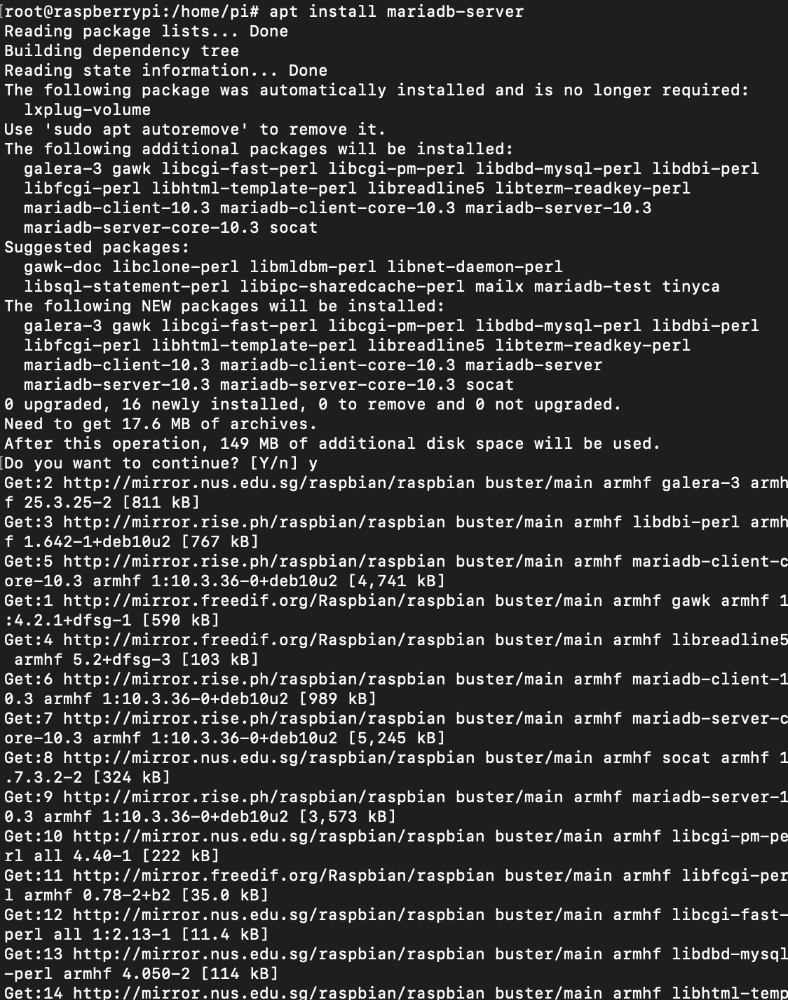 [root@raspberrypi:/home/pi# apt install mariadb-server
Reading package lists... Done
Building dependency tree
Reading state information... Done
The following package was automatically installed and is no longer required:
  lxplug-volume
Use 'sudo apt autoremove' to remove it.
The following additional packages will be installed:
  galera-3 gawk libcgi-fast-perl libcgi-pm-perl libdbd-mysql-perl libdbi-perl
  libfcgi-perl libhtml-template-perl libreadline5 libterm-readkey-perl
  mariadb-client-10.3 mariadb-client-core-10.3 mariadb-server-10.3
  mariadb-server-core-10.3 socat
Suggested packages:
  gawk-doc libclone-perl libmldbm-perl libnet-daemon-perl
  libsql-statement-perl libipc-sharedcache-perl mailx mariadb-test tinyca
The following NEW packages will be installed:
  galera-3 gawk libcgi-fast-perl libcgi-pm-perl libdbd-mysql-perl libdbi-perl
  libfcgi-perl libhtml-template-perl libreadline5 libterm-readkey-perl
  mariadb-client-10.3 mariadb-client-core-10.3 mariadb-server
  mariadb-server-10.3 mariadb-server-core-10.3 socat
0 upgraded, 16 newly installed, 0 to remove and 0 not upgraded.
Need to get 17.6 MB of archives.
After this operation, 149 MB of additional disk space will be used.
[Do you want to continue? [Y/n] y
Get:2 http://mirror.nus.edu.sg/raspbian/raspbian buster/main armhf galera-3 armh
f 25.3.25-2 [811 kB]
Get:3 http://mirror.rise.ph/raspbian/raspbian buster/main armhf libdbi-perl armh
f 1.642-1+deb10u2 [767 kB]
Get:5 http://mirror.rise.ph/raspbian/raspbian buster/main armhf mariadb-client-c
ore-10.3 armhf 1:10.3.36-0+deb10u2 [4,741 kB]
Get:1 http://mirror.freedif.org/Raspbian/raspbian buster/main armhf gawk armhf 1
:4.2.1+dfsg-1 [590 kB]
Get:4 http://mirror.freedif.org/Raspbian/raspbian buster/main armhf libreadline5
 armhf 5.2+dfsg-3 [103 kB]
Get:6 http://mirror.rise.ph/raspbian/raspbian buster/main armhf mariadb-client-1
0.3 armhf 1:10.3.36-0+deb10u2 [989 kB]
Get:7 http://mirror.rise.ph/raspbian/raspbian buster/main armhf mariadb-server-c
ore-10.3 armhf 1:10.3.36-0+deb10u2 [5,245 kB]
Get:8 http://mirror.nus.edu.sg/raspbian/raspbian buster/main armhf socat armhf 1
.7.3.2-2 [324 kB]
Get:9 http://mirror.rise.ph/raspbian/raspbian buster/main armhf mariadb-server-1
0.3 armhf 1:10.3.36-0+deb10u2 [3,573 kB]
Get:10 http://mirror.nus.edu.sg/raspbian/raspbian buster/main armhf libcgi-pm-pe
rl all 4.40-1 [222 kB]
Get:11 http://mirror.freedif.org/Raspbian/raspbian buster/main armhf libfcgi-per
l armhf 0.78-2+b2 [35.0 kB]
Get:12 http://mirror.nus.edu.sg/raspbian/raspbian buster/main armhf libcgi-fast-
perl all 1:2.13-1 [11.4 kB]
Get:13 http://mirror.nus.edu.sg/raspbian/raspbian buster/main armhf libdbd-mysql
-perl armhf 4.050-2 [114 kB]
Get:14 http://mirror.nus.edu.sg/raspbian/raspbian buster/main armhf libhtml-temp